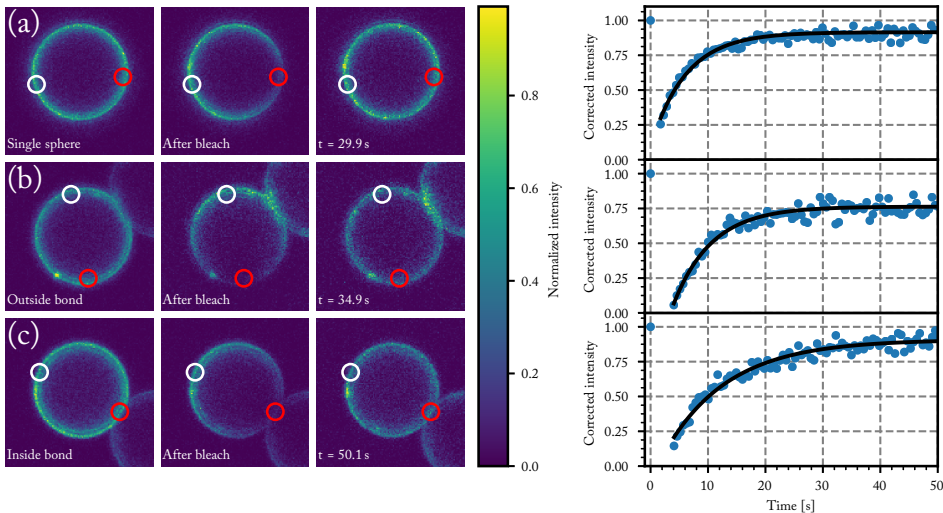 (a)
Single sphere
After bleach
t = 29.9 s
(b)
Outside bond
After bleach
t = 34.9 s
(c)
Inside bond
After bleach
t = 50.1 s
0.8
0.6
0.4
0.2
0.0
Normalized intensity
1.00
0.75
0.50
0.25
0.00
Corrected intensity
1.00
0.75
0.50
0.25
0.00
Corrected intensity
1.00
0.75
0.50
0.25
0.00
Corrected intensity
0 10 20 30 40 50
Time [s]